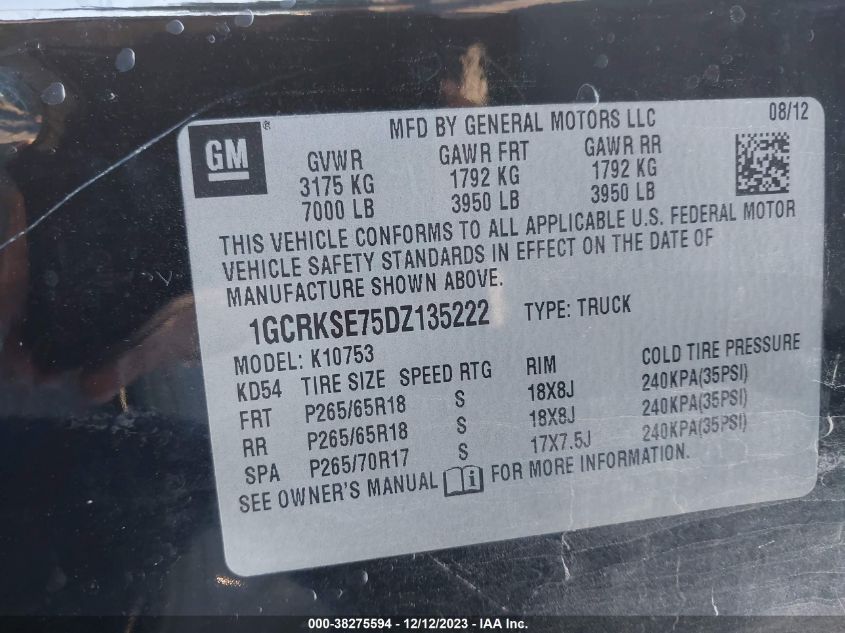 GM®
MFD BY GENERAL MOTORS LLC 08/12
GVWR GAWR FRT GAWR RR
3175 KG 1792 KG 1792 KG
7000 LB 3950 LB 3950 LB
THIS VEHICLE CONFORMS TO ALL APPLICABLE U.S. FEDERAL MOTOR
VEHICLE SAFETY STANDARDS IN EFFECT ON THE DATE OF
MANUFACTURE SHOWN ABOVE.
1GCRKSE75DZ135222 TYPE: TRUCK
MODEL: K10753
KD54 TIRE SIZE SPEED RTG RIM COLD TIRE PRESSURE
FRT P265/65R18 S 18X8J 240KPA(35PSI)
RR P265/65R18 S 18X8J 240KPA(35PSI)
SPA P265/70R17 S 17X7.5J 240KPA(35PSI)
SEE OWNER'S MANUAL i FOR MORE INFORMATION.
000-38275594 - 12/12/2023 - IAA Inc.